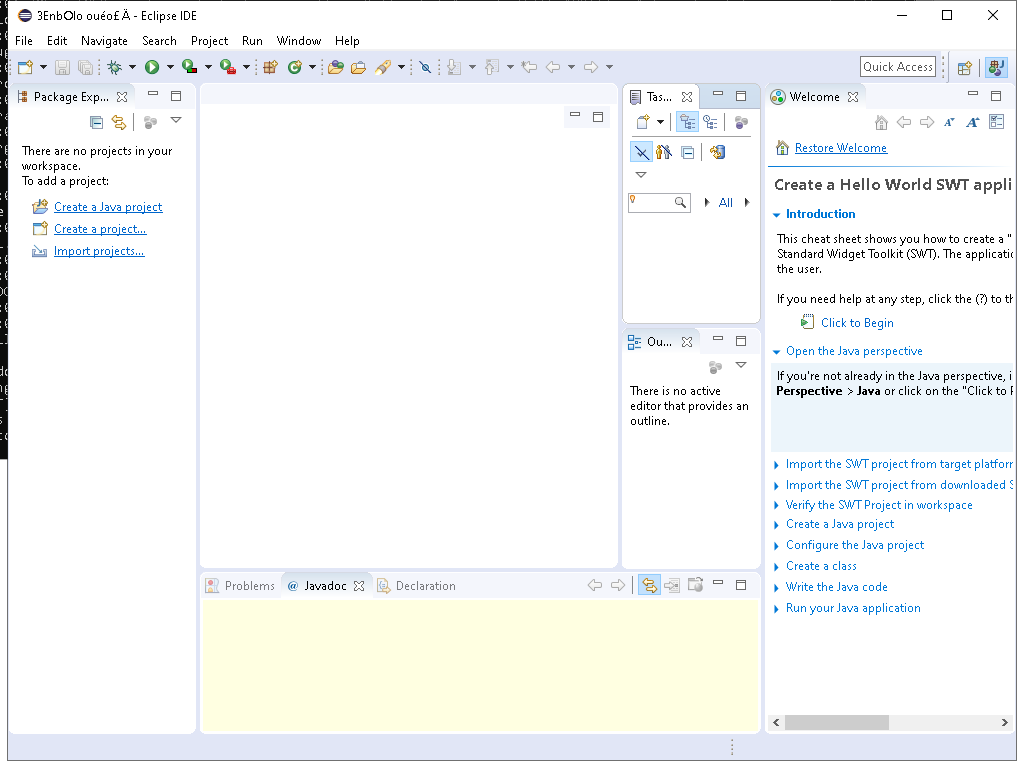 3EnbOlo ouéo£Ä - Eclipse IDE
File Edit Navigate Search Project Run Window Help
Quick Access
Package Exp...
There are no projects in your
workspace.
To add a project:
Create a Java project
Create a project...
Import projects...
Tas...
All
Ou...
There is no active
editor that provides an
outline.
Problems
@ Javadoc
Declaration
Welcome
Restore Welcome
Create a Hello World SWT appli
Introduction
This cheat sheet shows you how to create a "
Standard Widget Toolkit (SWT). The applicatio
the user.
If you need help at any step, click the (?) to th
Click to Begin
Open the Java perspective
If you're not already in the Java perspective, i
Perspective > Java or click on the "Click to P
Import the SWT project from target platform
Import the SWT project from downloaded S
Verify the SWT Project in workspace
Create a Java project
Configure the Java project
Create a class
Write the Java code
Run your Java application